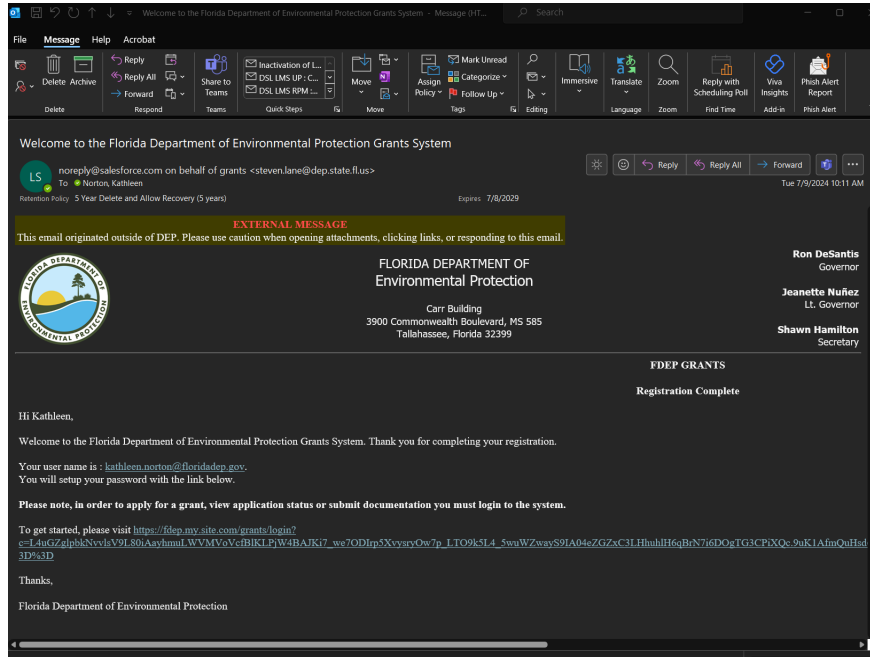 Welcome to the Florida Department of Environmental Protection Grants System - Message (HT...
Search
File Message Help Acrobat
Delete Archive
Reply
Reply All
Forward
Share to Teams
Inactivation of L...
DSL LMS UP : C...
DSL LMS RPM :...
Move
Assign Policy
Mark Unread
Categorize
Follow Up
Immersive
Translate
Zoom
Reply with Scheduling Poll
Viva Insights
Phish Alert Report
Delete Respond Teams Quick Steps Move Tags Editing Language Zoom Find Time Add-in Phish Alert
Welcome to the Florida Department of Environmental Protection Grants System
LS
noreply@salesforce.com on behalf of grants <steven.lane@dep.state.fl.us>
To Norton, Kathleen
Reply Reply All Forward
Tue 7/9/2024 10:11 AM
Retention Policy 5 Year Delete and Allow Recovery (5 years) Expires 7/8/2029
EXTERNAL MESSAGE
This email originated outside of DEP. Please use caution when opening attachments, clicking links, or responding to this email.
FLORIDA DEPARTMENT OF
ENVIRONMENTAL PROTECTION
FLORIDA DEPARTMENT OF
Environmental Protection
Carr Building
3900 Commonwealth Boulevard, MS 585
Tallahassee, Florida 32399
Ron DeSantis
Governor
Jeanette Nuñez
Lt. Governor
Shawn Hamilton
Secretary
FDEP GRANTS
Registration Complete
Hi Kathleen,
Welcome to the Florida Department of Environmental Protection Grants System. Thank you for completing your registration.
Your user name is : kathleen.norton@floridadep.gov.
You will setup your password with the link below.
Please note, in order to apply for a grant, view application status or submit documentation you must login to the system.
To get started, please visit https://fdep.my.site.com/grants/login?
c=L4uGZglpbkNvvlsV9L80iAayhmuLWVMVoVcfBlKLPjW4BAJKi7_we7ODIrp5XvysryOw7p_LTO9k5L4_5wuWZwayS9IA04eZGZxC3LHhuhlH6qBrN7i6DOgTG3CPiXQc.9uK1AfmQuHsd
3D%3D
Thanks,
Florida Department of Environmental Protection